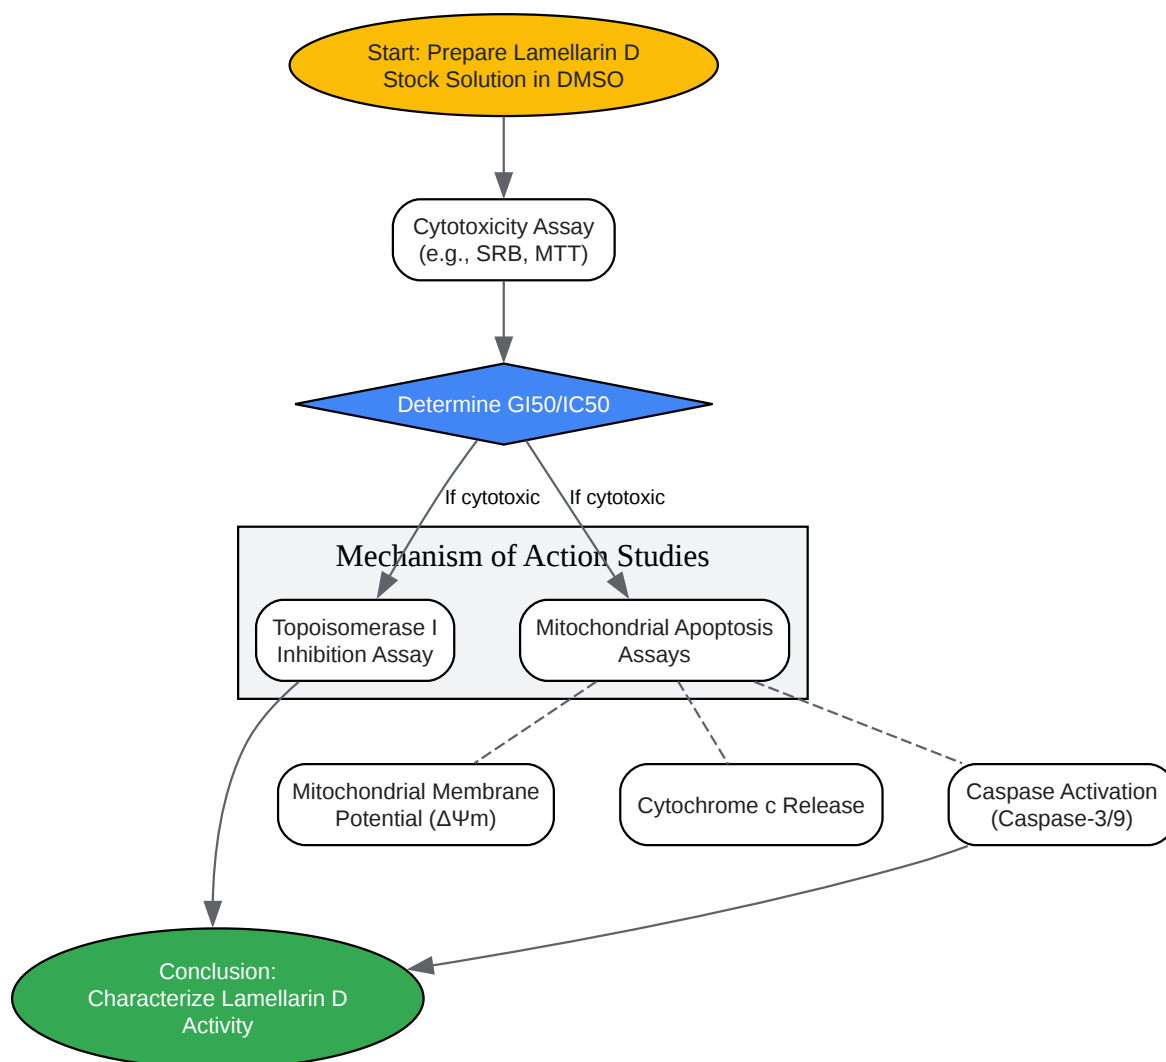 Start: Prepare Lamellarin D
Stock Solution in DMSO
Cytotoxicity Assay
(e.g., SRB, MTT)
Determine GI50/IC50
If cytotoxic
If cytotoxic
Mechanism of Action Studies
Topoisomerase I
Inhibition Assay
Mitochondrial Apoptosis
Assays
Mitochondrial Membrane
Potential (ΔΨm)
Cytochrome c Release
Caspase Activation
(Caspase-3/9)
Conclusion:
Characterize Lamellarin D
Activity